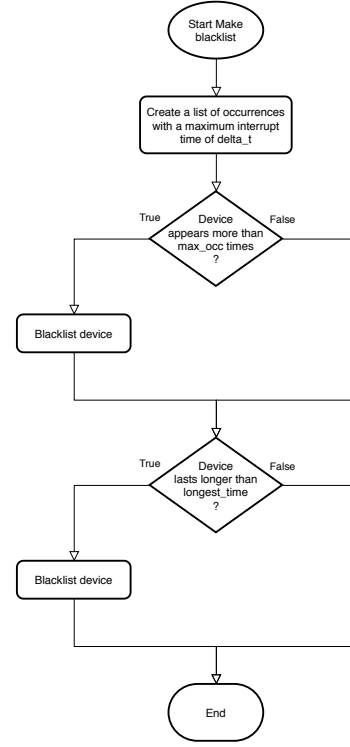 Start Make
blacklist
Create a list of occurrences
with a maximum interrupt
time of delta_t
True
Device
appears more than
max_occ times
?
False
Blacklist device
True
Device
lasts longer than
longest_time
?
False
Blacklist device
End